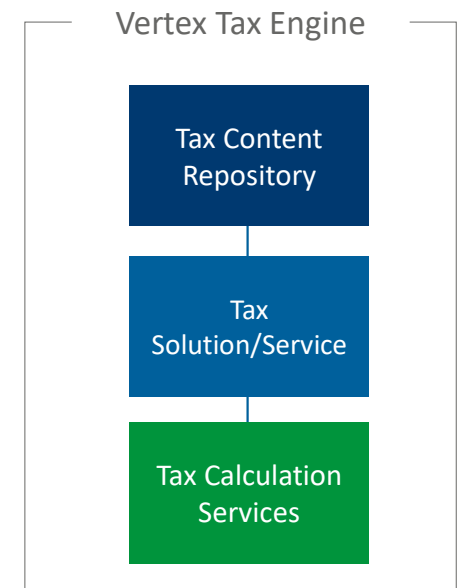 Vertex Tax Engine
Tax Content
Repository
Tax
Solution/Service
Tax Calculation
Services